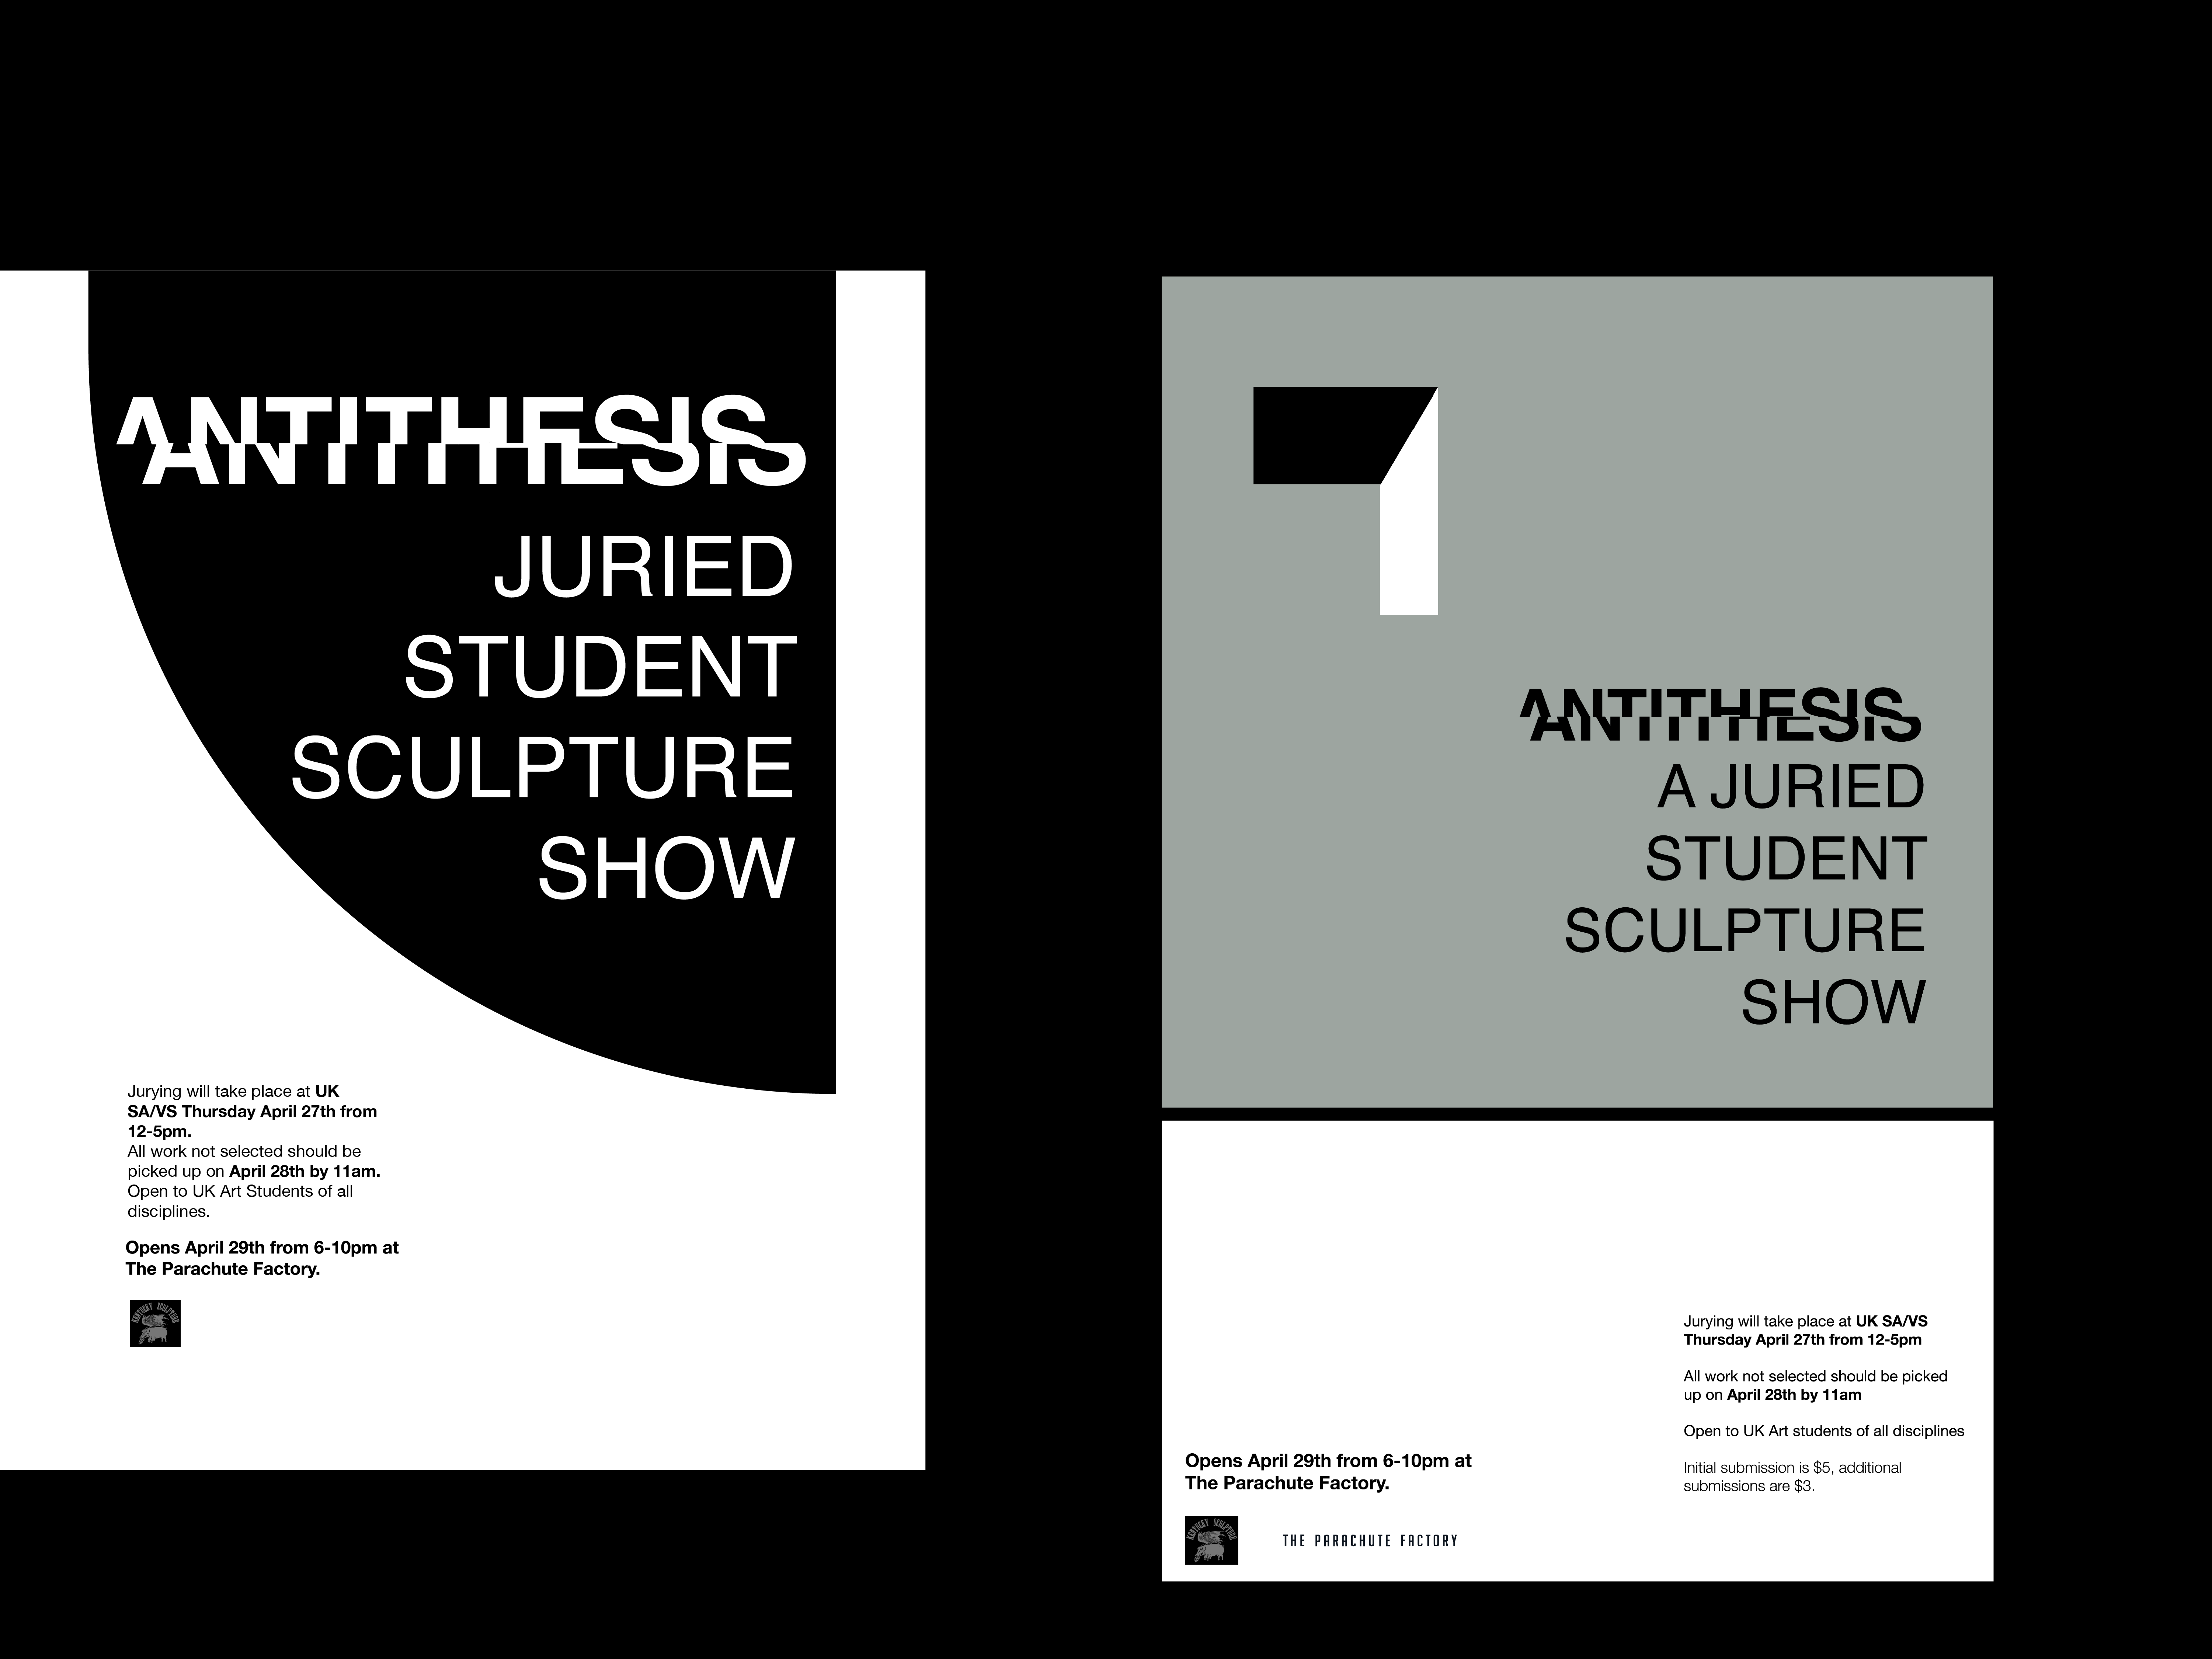 ANTITHESIS
JURIED
STUDENT
SCULPTURE
SHOW
Jurying will take place at UK
SA/VS Thursday April 27th from
12-5pm.
All work not selected should be
picked up on April 28th by 11am.
Open to UK Art Students of all
disciplines.
Opens April 29th from 6-10pm at
The Parachute Factory.
KENTUCKY SCULPTURE
ANTITHESIS
A JURIED
STUDENT
SCULPTURE
SHOW
Jurying will take place at UK SA/VS
Thursday April 27th from 12-5pm
All work not selected should be picked
up on April 28th by 11am
Open to UK Art students of all disciplines
Initial submission is $5, additional
submissions are $3.
Opens April 29th from 6-10pm at
The Parachute Factory.
KENTUCKY SCULPTURE
THE PARACHUTE FACTORY